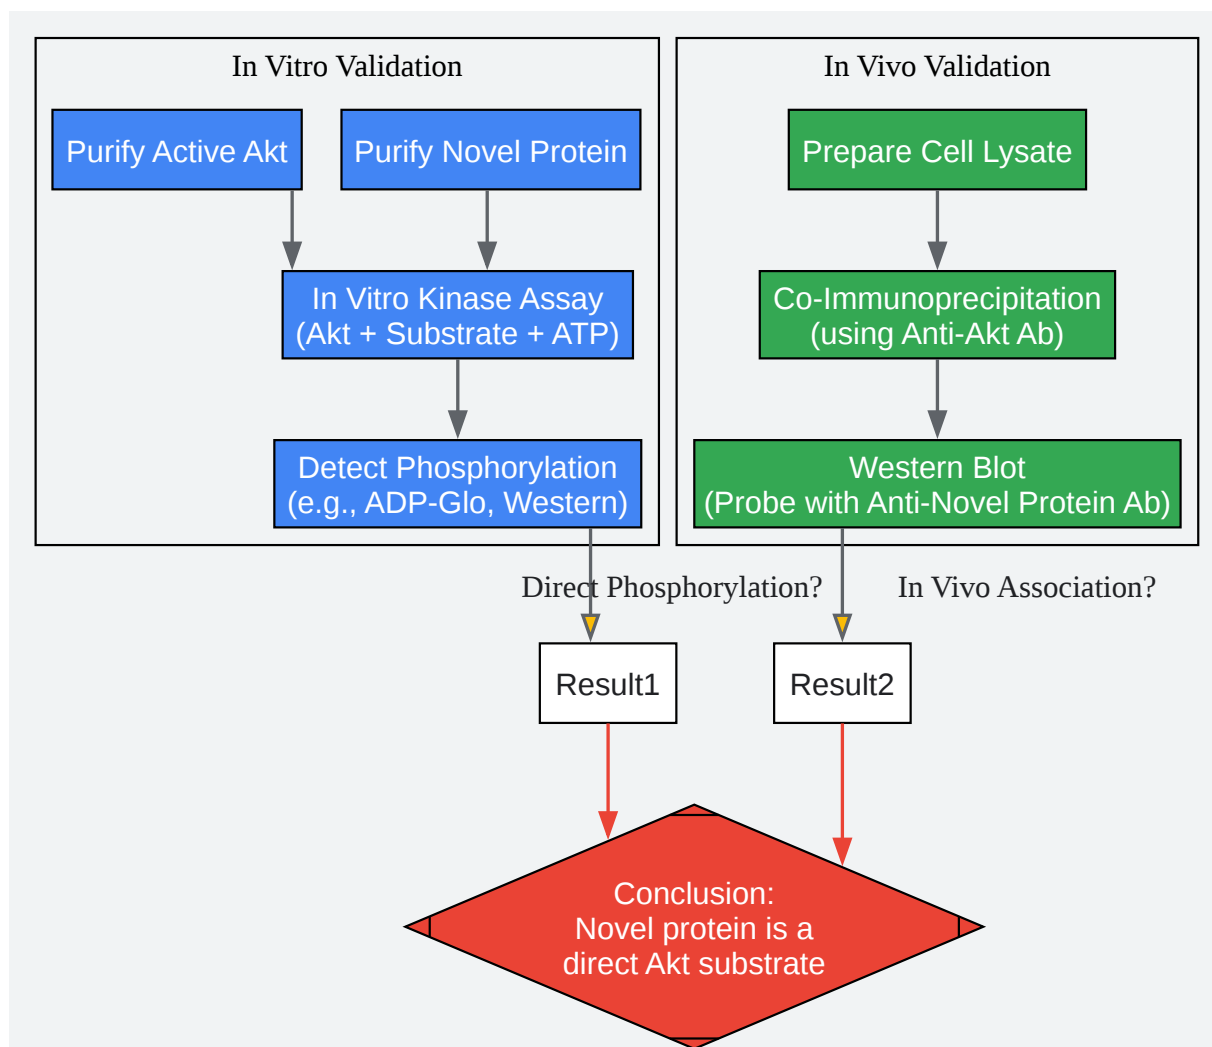 In Vitro Validation
Purify Active Akt
Purify Novel Protein
In Vitro Kinase Assay
(Akt + Substrate + ATP)
Detect Phosphorylation
(e.g., ADP-Glo, Western)
In Vivo Validation
Prepare Cell Lysate
Co-Immunoprecipitation
(using Anti-Akt Ab)
Western Blot
(Probe with Anti-Novel Protein Ab)
Direct Phosphorylation?
In Vivo Association?
Result1
Result2
Conclusion:
Novel protein is a
direct Akt substrate